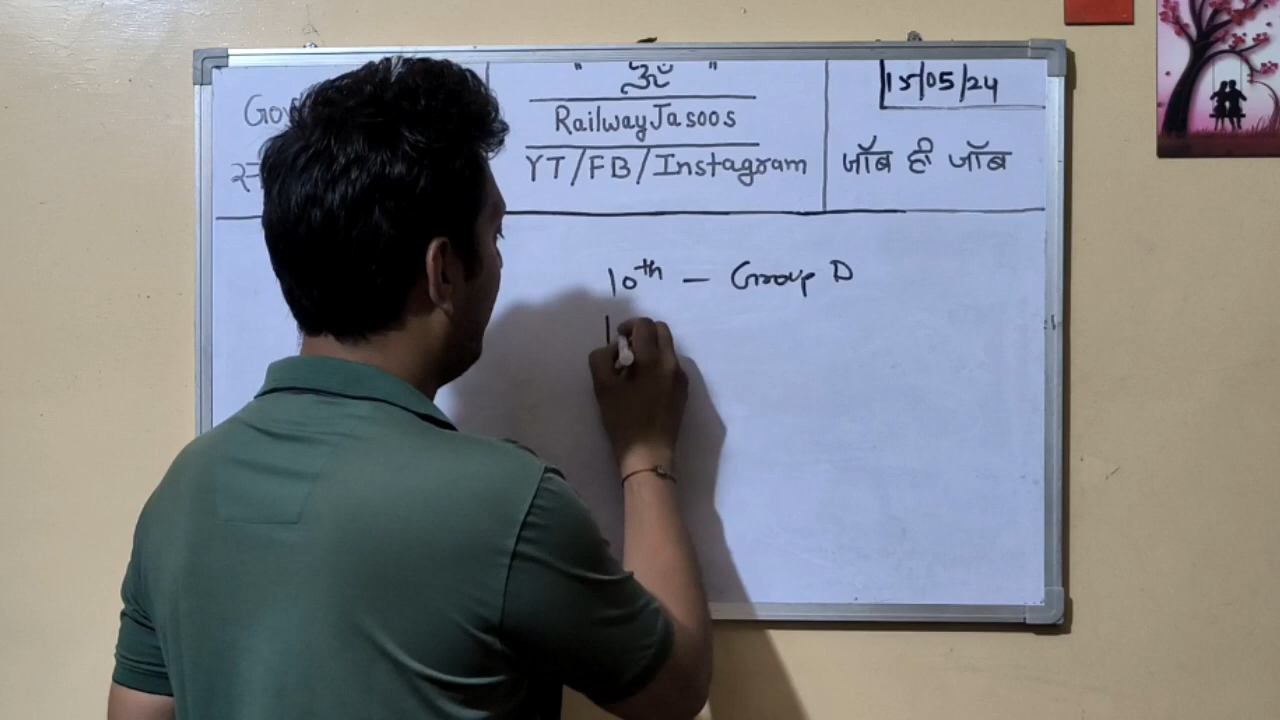 " ॐ "
RailwayJasoos
YT/FB/Instagram
15/05/24
जॉब ही जॉब
10th – Group D